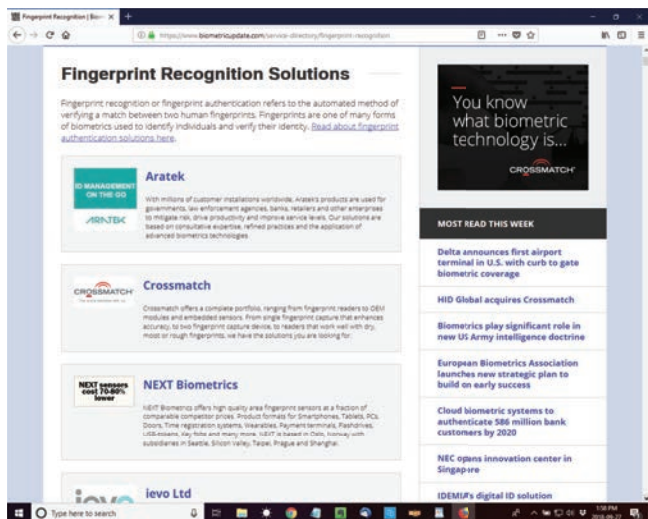 Fingerprint Recognition | Biom
https://www.biometricupdate.com/service-directory/fingerprint-recognition
Fingerprint Recognition Solutions
Fingerprint recognition or fingerprint authentication refers to the automated method of
verifying a match between two human fingerprints. Fingerprints are one of many forms
of biometrics used to identify individuals and verify their identity. Read about fingerprint
authentication solutions here.
ID MANAGEMENT
ON THE GO
ARATEK
Aratek
With millions of customer installations worldwide, Aratek's products are used for
governments, law enforcement agencies, banks, retailers and other enterprises
to mitigate risk, drive productivity and improve service levels. Our solutions are
based on consultative expertise, refined practices and the application of
advanced biometrics technologies.
CROSSMATCH
Crossmatch
Crossmatch offers a complete portfolio, ranging from fingerprint readers to OEM
modules and embedded sensors. From single fingerprint capture that enhances
accuracy, to two fingerprint capture device, to readers that work well with dry,
moist or rough fingerprints, we have the solutions you are looking for.
NEXT sensors
cost 70-80%
lower
NEXT Biometrics
NEXT Biometrics offers high quality area fingerprint sensors at a fraction of
comparable competitor prices. Product formats for Smartphones, Tablets, PCs,
Doors, Time registration systems, Wearables, Payment terminals, Flashdrives,
USB-tokens, Key fobs and many more. NEXT is based in Oslo, Norway with
subsidiaries in Seattle, Silicon Valley, Taipei, Prague and Shanghai.
ievo
ievo Ltd
You know
what biometric
technology is...
CROSSMATCH
MOST READ THIS WEEK
Delta announces first airport
terminal in U.S. with curb to gate
biometric coverage
HID Global acquires Crossmatch
Biometrics play significant role in
new US Army intelligence doctrine
European Biometrics Association
launches new strategic plan to
build on early success
Cloud biometric systems to
authenticate 586 million bank
customers by 2020
NEC opens innovation center in
Singapore
IDEMIA's digital ID solution
Type here to search
1:58 PM
2018-09-27